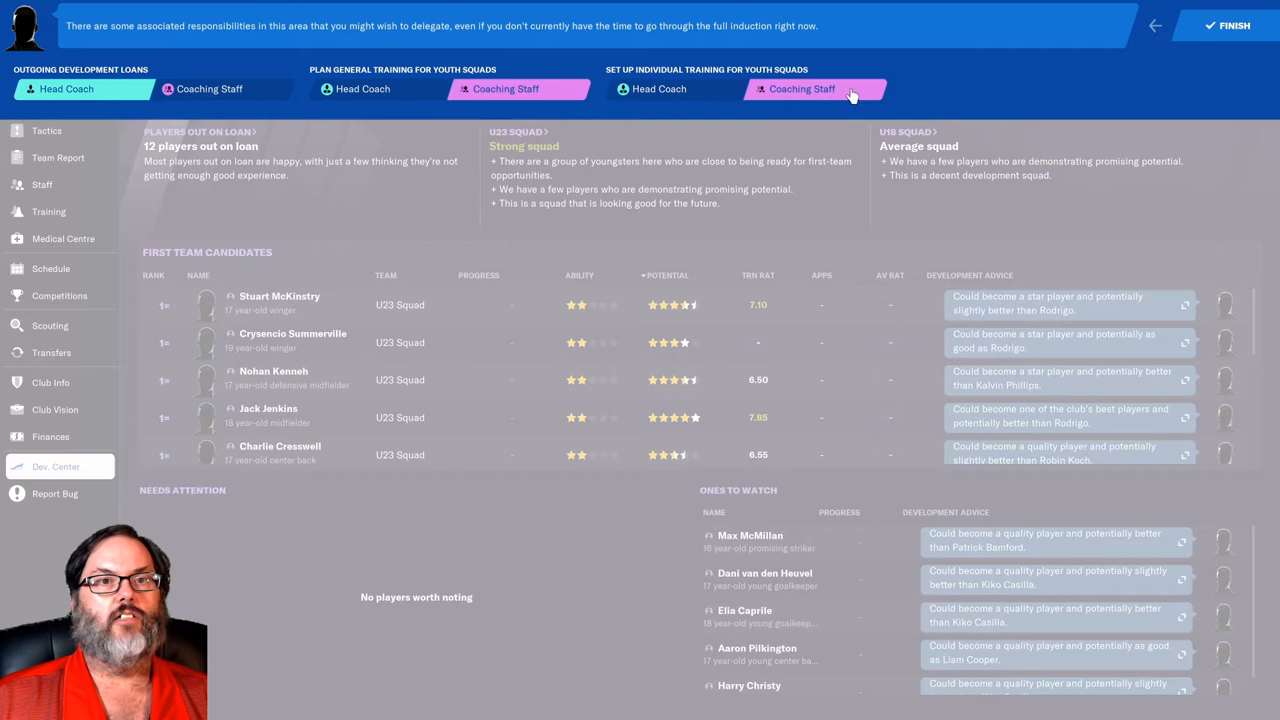 There are some associated responsibilities in this area that you might wish to delegate, even if you don't currently have the time to go through the full induction right now.
FINISH
OUTGOING DEVELOPMENT LOANS
Head Coach
Coaching Staff
PLAN GENERAL TRAINING FOR YOUTH SQUADS
Head Coach
Coaching Staff
SET UP INDIVIDUAL TRAINING FOR YOUTH SQUADS
Head Coach
Coaching Staff
Tactics
Team Report
Staff
Training
Medical Centre
Schedule
Competitions
Scouting
Transfers
Club Info
Club Vision
Finances
Dev. Center
Report Bug
PLAYERS OUT ON LOAN >
12 players out on loan
Most players out on loan are happy, with just a few thinking they're not
getting enough good experience.
U23 SQUAD >
Strong squad
+ There are a group of youngsters here who are close to being ready for first-team
opportunities.
+ We have a few players who are demonstrating promising potential.
+ This is a squad that is looking good for the future.
U18 SQUAD >
Average squad
+ We have a few players who are demonstrating promising potential.
+ This is a decent development squad.
FIRST TEAM CANDIDATES
RANK NAME TEAM PROGRESS ABILITY POTENTIAL TRN RAT APPS AV RAT DEVELOPMENT ADVICE
1= Stuart McKinstry U23 Squad - 7.10 - -
17 year-old winger
Could become a star player and potentially
slightly better than Rodrigo.
1= Crysencio Summerville U23 Squad - - - -
19 year-old winger
Could become a star player and potentially as
good as Rodrigo.
1= Nohan Kenneh U23 Squad - 6.50 - -
17 year-old defensive midfielder
Could become a star player and potentially better
than Kalvin Phillips.
1= Jack Jenkins U23 Squad - 7.85 - -
18 year-old midfielder
Could become one of the club's best players and
potentially better than Rodrigo.
1= Charlie Cresswell U23 Squad - 6.55 - -
17 year-old center back
Could become a quality player and potentially
slightly better than Robin Koch.
NEEDS ATTENTION
No players worth noting
ONES TO WATCH
NAME PROGRESS DEVELOPMENT ADVICE
Max McMillan -
16 year-old promising striker
Could become a quality player and potentially better
than Patrick Bamford.
Dani van den Heuvel -
17 year-old young goalkeeper
Could become a quality player and potentially slightly
better than Kiko Casilla.
Elia Caprile -
18 year-old young goalkeep...
Could become a quality player and potentially better
than Kiko Casilla.
Aaron Pilkington -
17 year-old young center ba...
Could become a quality player and potentially as good
as Liam Cooper.
Harry Christy -
Could become a quality player and potentially slightly